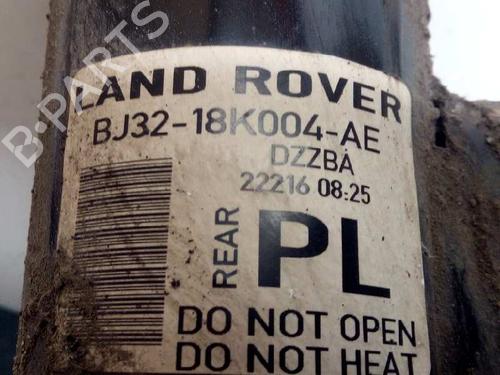 B-PARTS
LAND ROVER
BJ32-18K004-AE
DZZBA
22216 08:25
REAR
PL
DO NOT OPEN
DO NOT HEAT